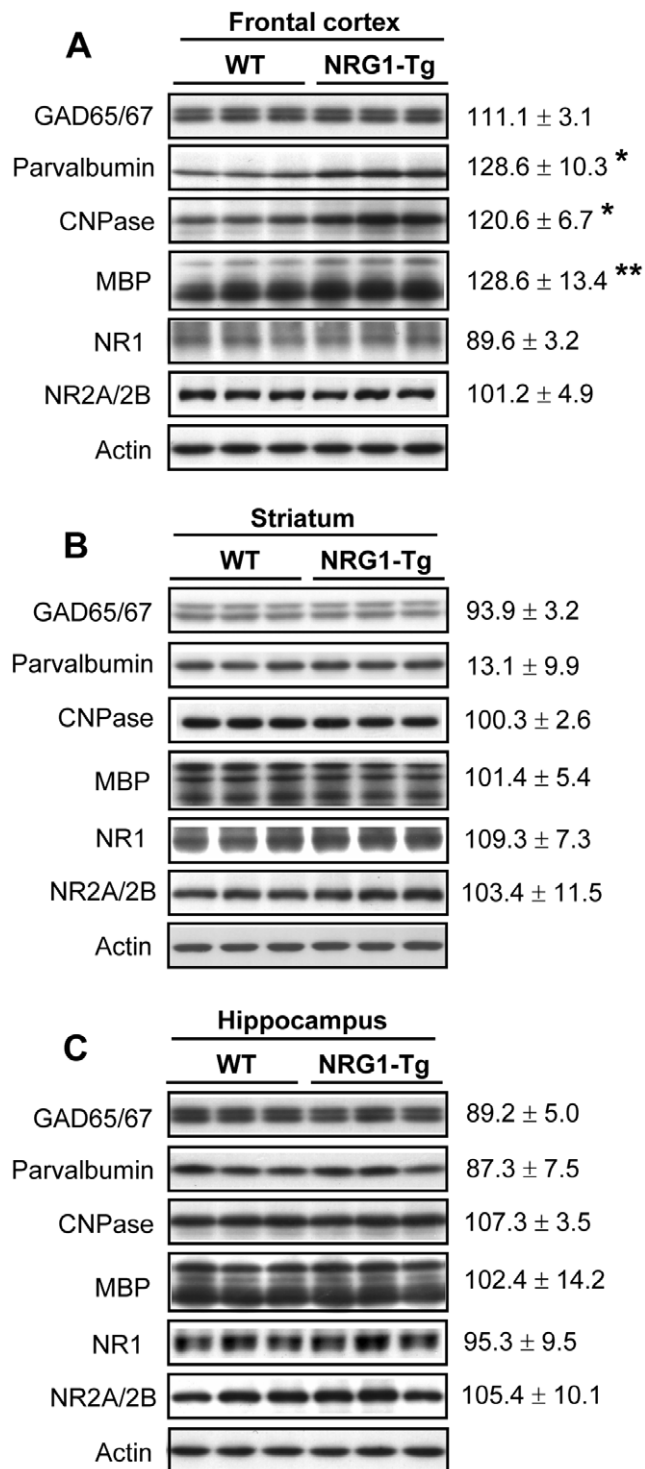 A
Frontal cortex
WT NRG1-Tg
GAD65/67 111.1 ± 3.1
Parvalbumin 128.6 ± 10.3 *
CNPase 120.6 ± 6.7 *
MBP 128.6 ± 13.4 **
NR1 89.6 ± 3.2
NR2A/2B 101.2 ± 4.9
Actin
B
Striatum
WT NRG1-Tg
GAD65/67 93.9 ± 3.2
Parvalbumin 13.1 ± 9.9
CNPase 100.3 ± 2.6
MBP 101.4 ± 5.4
NR1 109.3 ± 7.3
NR2A/2B 103.4 ± 11.5
Actin
C
Hippocampus
WT NRG1-Tg
GAD65/67 89.2 ± 5.0
Parvalbumin 87.3 ± 7.5
CNPase 107.3 ± 3.5
MBP 102.4 ± 14.2
NR1 95.3 ± 9.5
NR2A/2B 105.4 ± 10.1
Actin